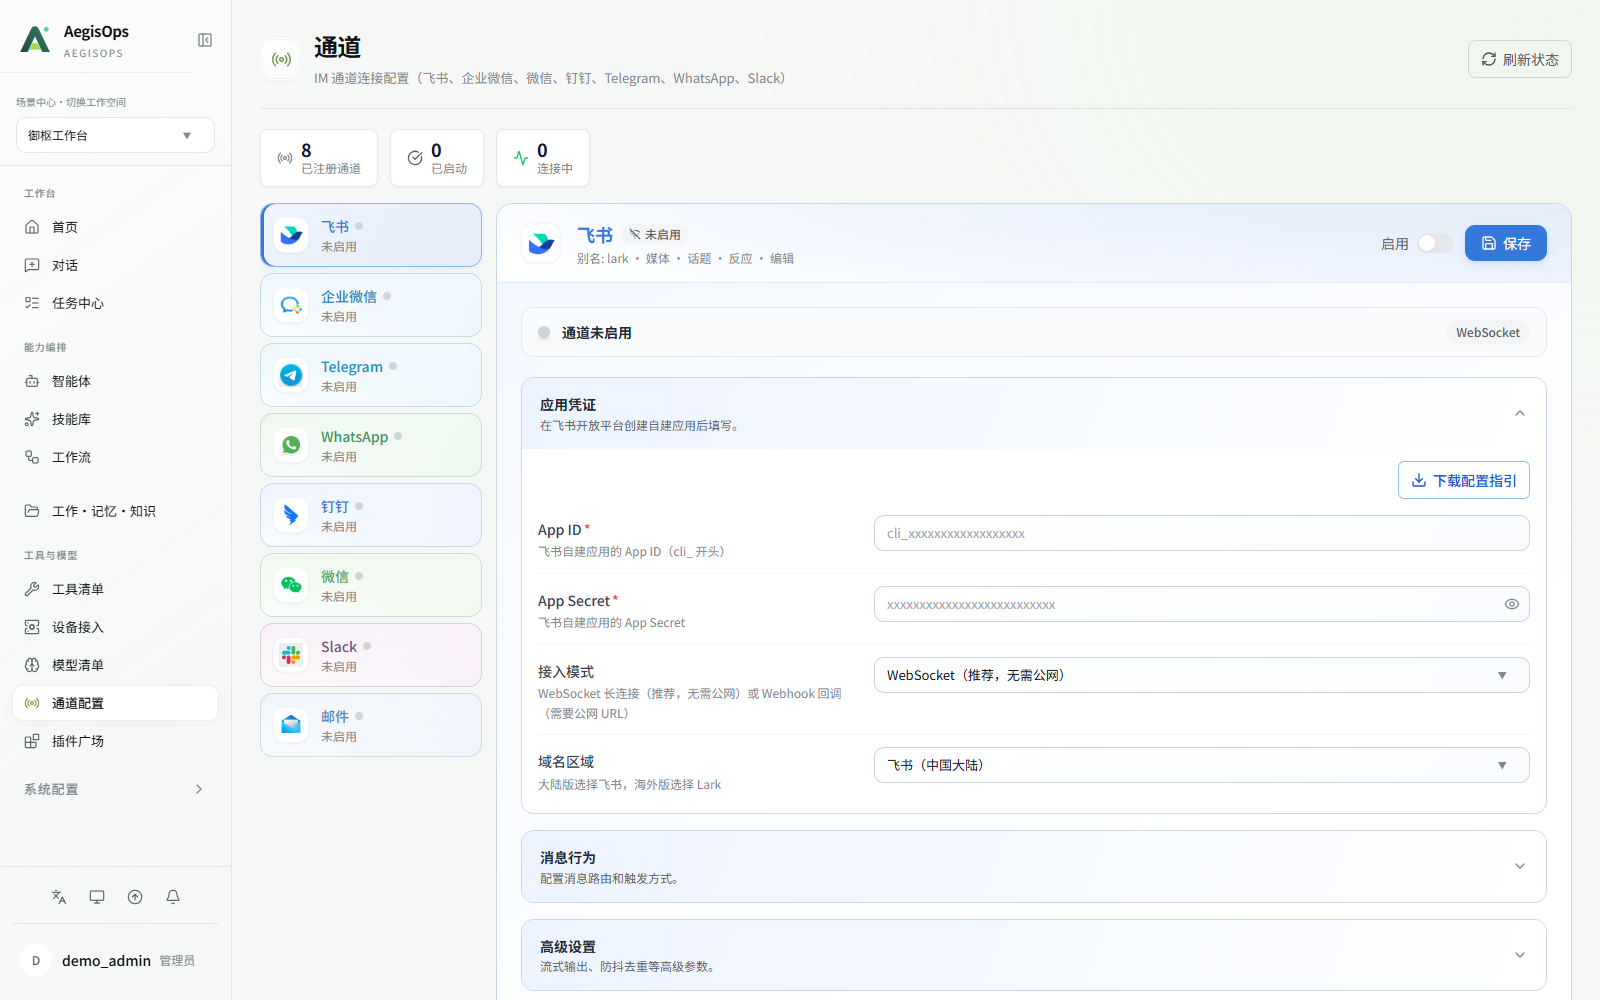 AegisOps
AEGISOPS
场景中心・切换工作空间
御枢工作台
工作台
首页
对话
任务中心
能力编排
智能体
技能库
工作流
工作・记忆・知识
工具与模型
工具清单
设备接入
模型清单
通道配置
插件广场
系统配置
D
demo_admin 管理员
通道
IM 通道连接配置（飞书、企业微信、微信、钉钉、Telegram、WhatsApp、Slack）
刷新状态
8
已注册通道
0
已启动
0
连接中
飞书
未启用
企业微信
未启用
Telegram
未启用
WhatsApp
未启用
钉钉
未启用
微信
未启用
Slack
未启用
邮件
未启用
飞书 未启用
别名: lark • 媒体 • 话题 • 反应 • 编辑
启用
保存
通道未启用
WebSocket
应用凭证
在飞书开放平台创建自建应用后填写。
下载配置指引
App ID *
飞书自建应用的 App ID（cli_ 开头）
cli_xxxxxxxxxxxxxxxxxx
App Secret *
飞书自建应用的 App Secret
xxxxxxxxxxxxxxxxxxxxxxxxxx
接入模式
WebSocket 长连接（推荐，无需公网）或 Webhook 回调
（需要公网 URL）
WebSocket（推荐，无需公网）
域名区域
大陆版选择飞书，海外版选择 Lark
飞书（中国大陆）
消息行为
配置消息路由和触发方式。
高级设置
流式输出、防抖去重等高级参数。